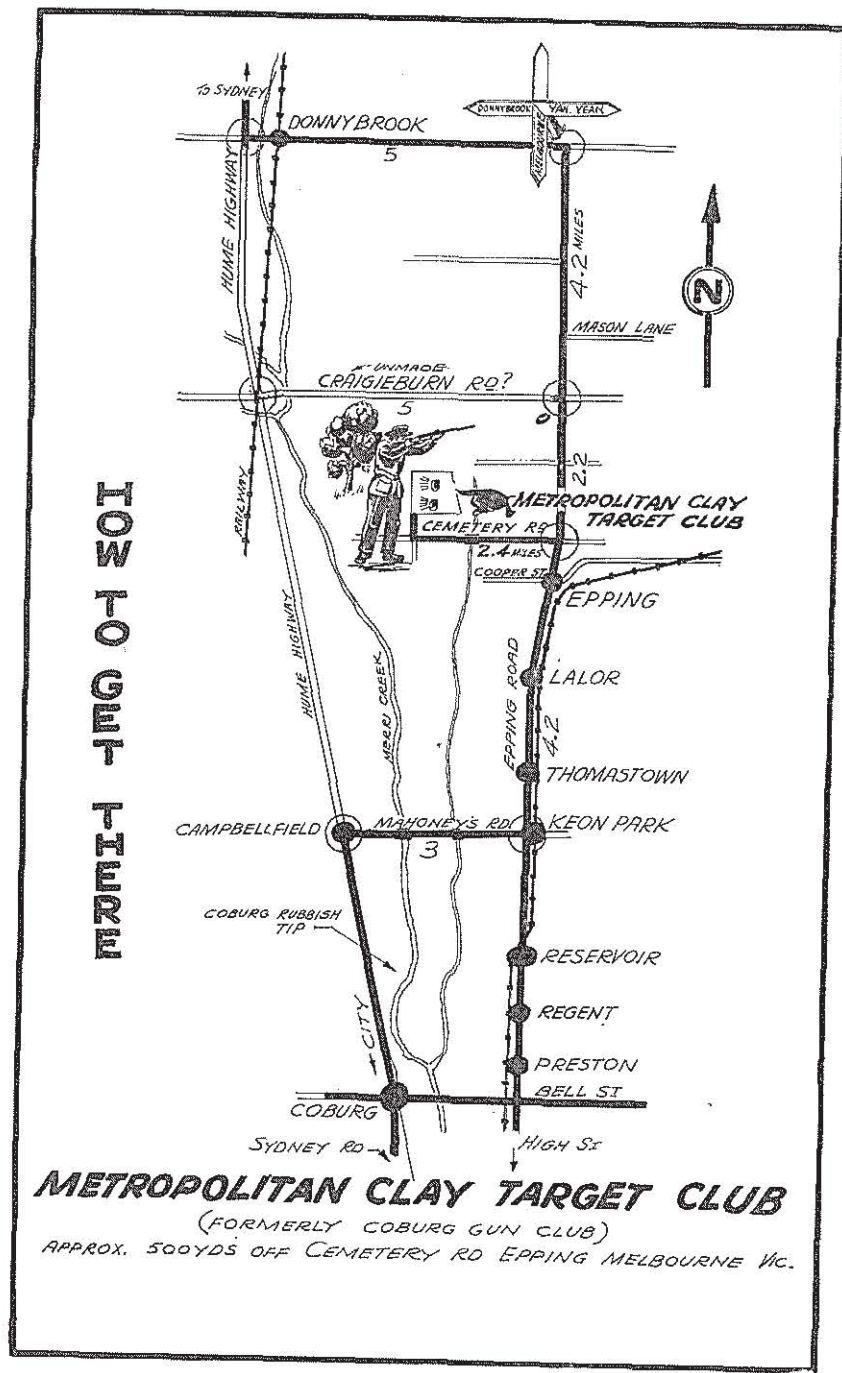 TO SYDNEY
DONNYBROOK
DONNYBROOK
YAN. YEAN
MELBOURNE
5
HUME HIGHWAY
4.2 MILES
N
MASON LANE
UNMADE
CRAIGIEBURN RD?
5
2.2
RAILWAY
METROPOLITAN CLAY
TARGET CLUB
CEMETERY RD
2.4 MILES
COOPER ST
EPPING
HOW TO GET THERE
HUME HIGHWAY
MERRI CREEK
EPPING ROAD
LALOR
4.2
THOMASTOWN
CAMPBELLFIELD
MAHONEY'S RD
KEON PARK
3
COBURG RUBBISH
TIP
RESERVOIR
CITY
REGENT
PRESTON
BELL ST
COBURG
SYDNEY RD
HIGH ST
METROPOLITAN CLAY TARGET CLUB
(FORMERLY COBURG GUN CLUB)
APPROX. 500YDS OFF CEMETERY RD EPPING MELBOURNE VIC.